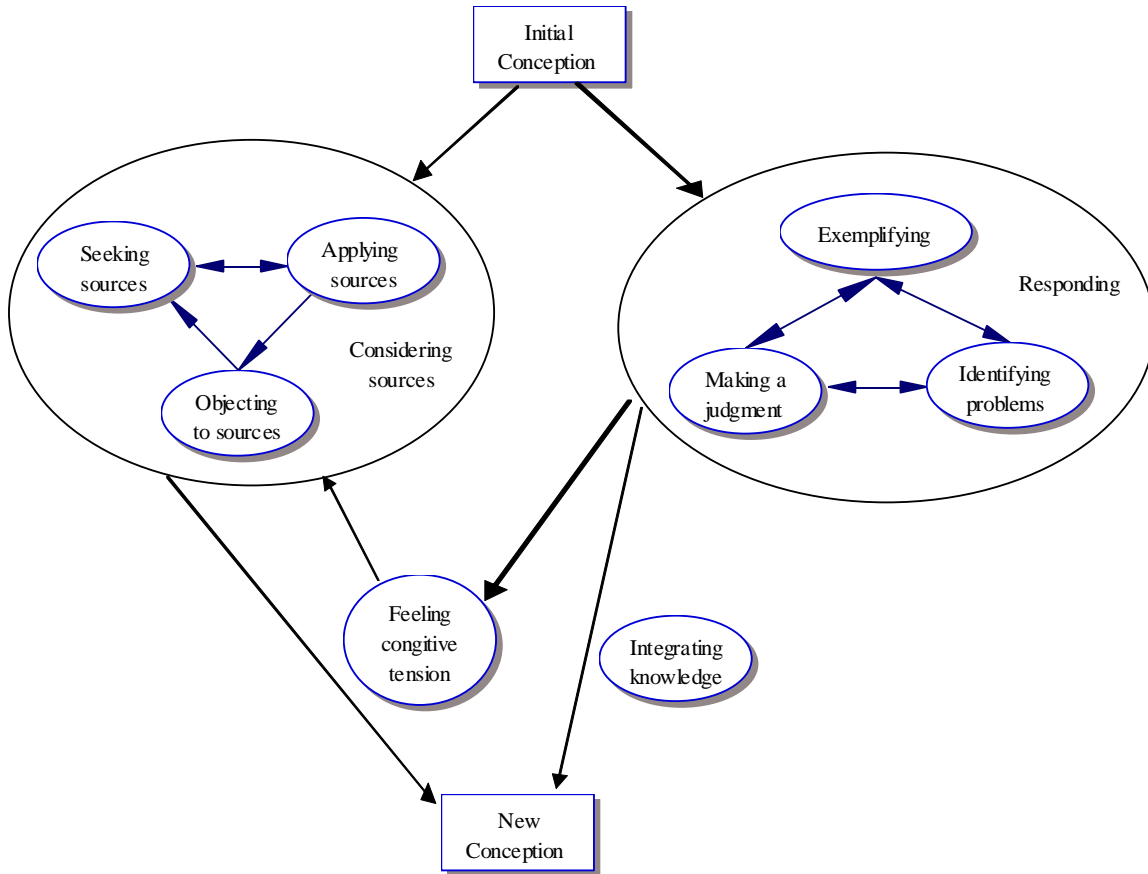 Initial
Conception
Seeking
sources
Applying
sources
Objecting
to sources
Considering
sources
Exemplifying
Responding
Making a
judgment
Identifying
problems
Feeling
congitive
tension
Integrating
knowledge
New
Conception